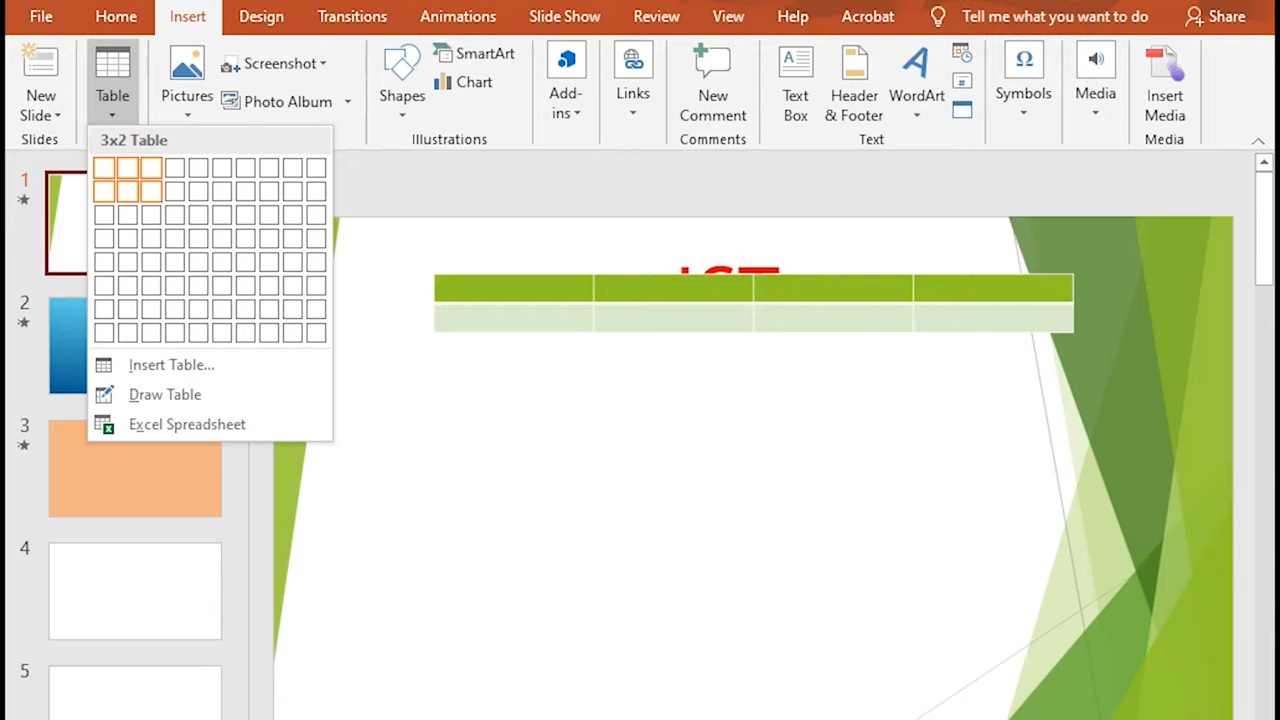 File Home Insert Design Transitions Animations Slide Show Review View Help Acrobat Tell me what you want to do Share
New Slide
Table
Pictures
Screenshot
Photo Album
Shapes
SmartArt
Chart
Add-ins
Links
New Comment
Text Box
Header & Footer
WordArt
Symbols
Media
Insert Media
Slides
Illustrations
Comments
Text
Media
3x2 Table
Insert Table...
Draw Table
Excel Spreadsheet
1
2
3
4
5